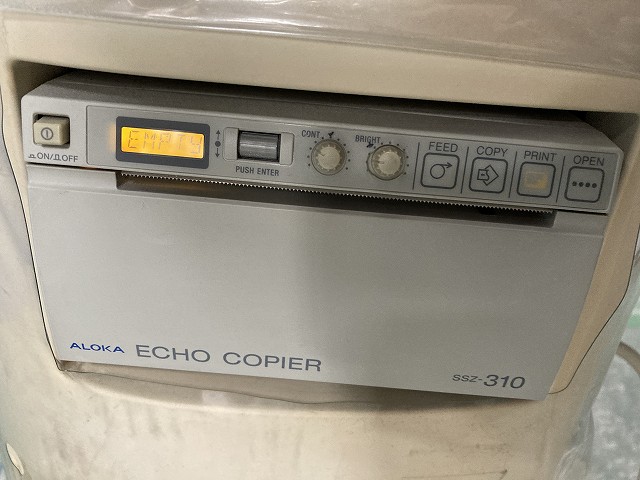 EMPTY
ON/OFF
PUSH ENTER
CONT
BRIGHT
FEED
COPY
PRINT
OPEN
ALOKA ECHO COPIER
SSZ-310